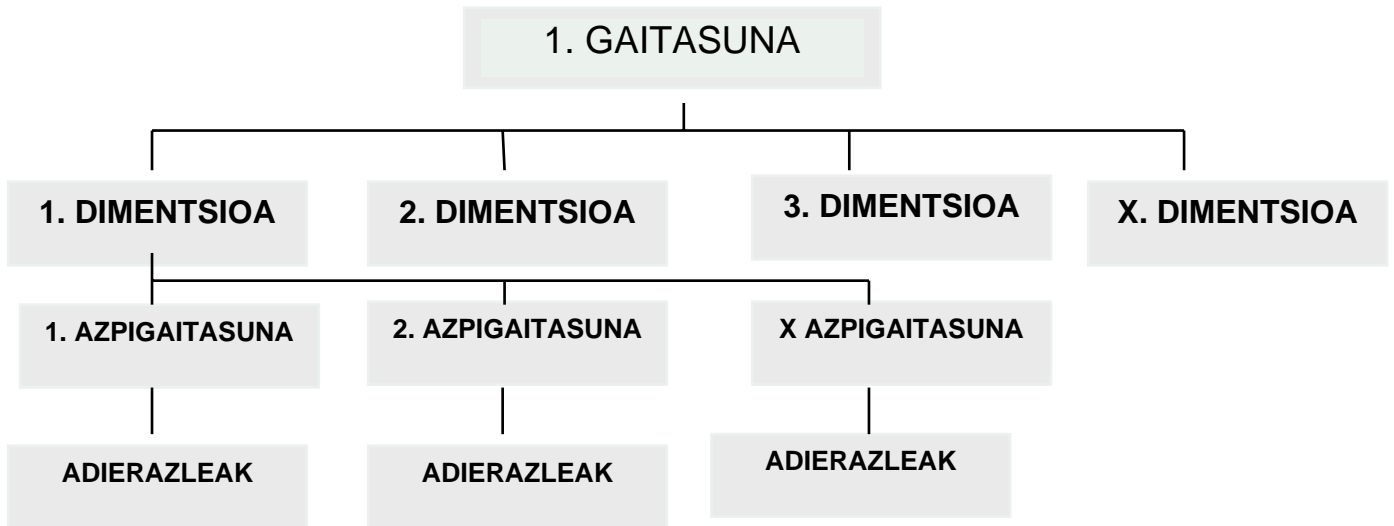 1. GAITASUNA
1. DIMENTSIOA
2. DIMENTSIOA
3. DIMENTSIOA
X. DIMENTSIOA
1. AZPIGAITASUNA
2. AZPIGAITASUNA
X AZPIGAITASUNA
ADIERAZLEAK
ADIERAZLEAK
ADIERAZLEAK